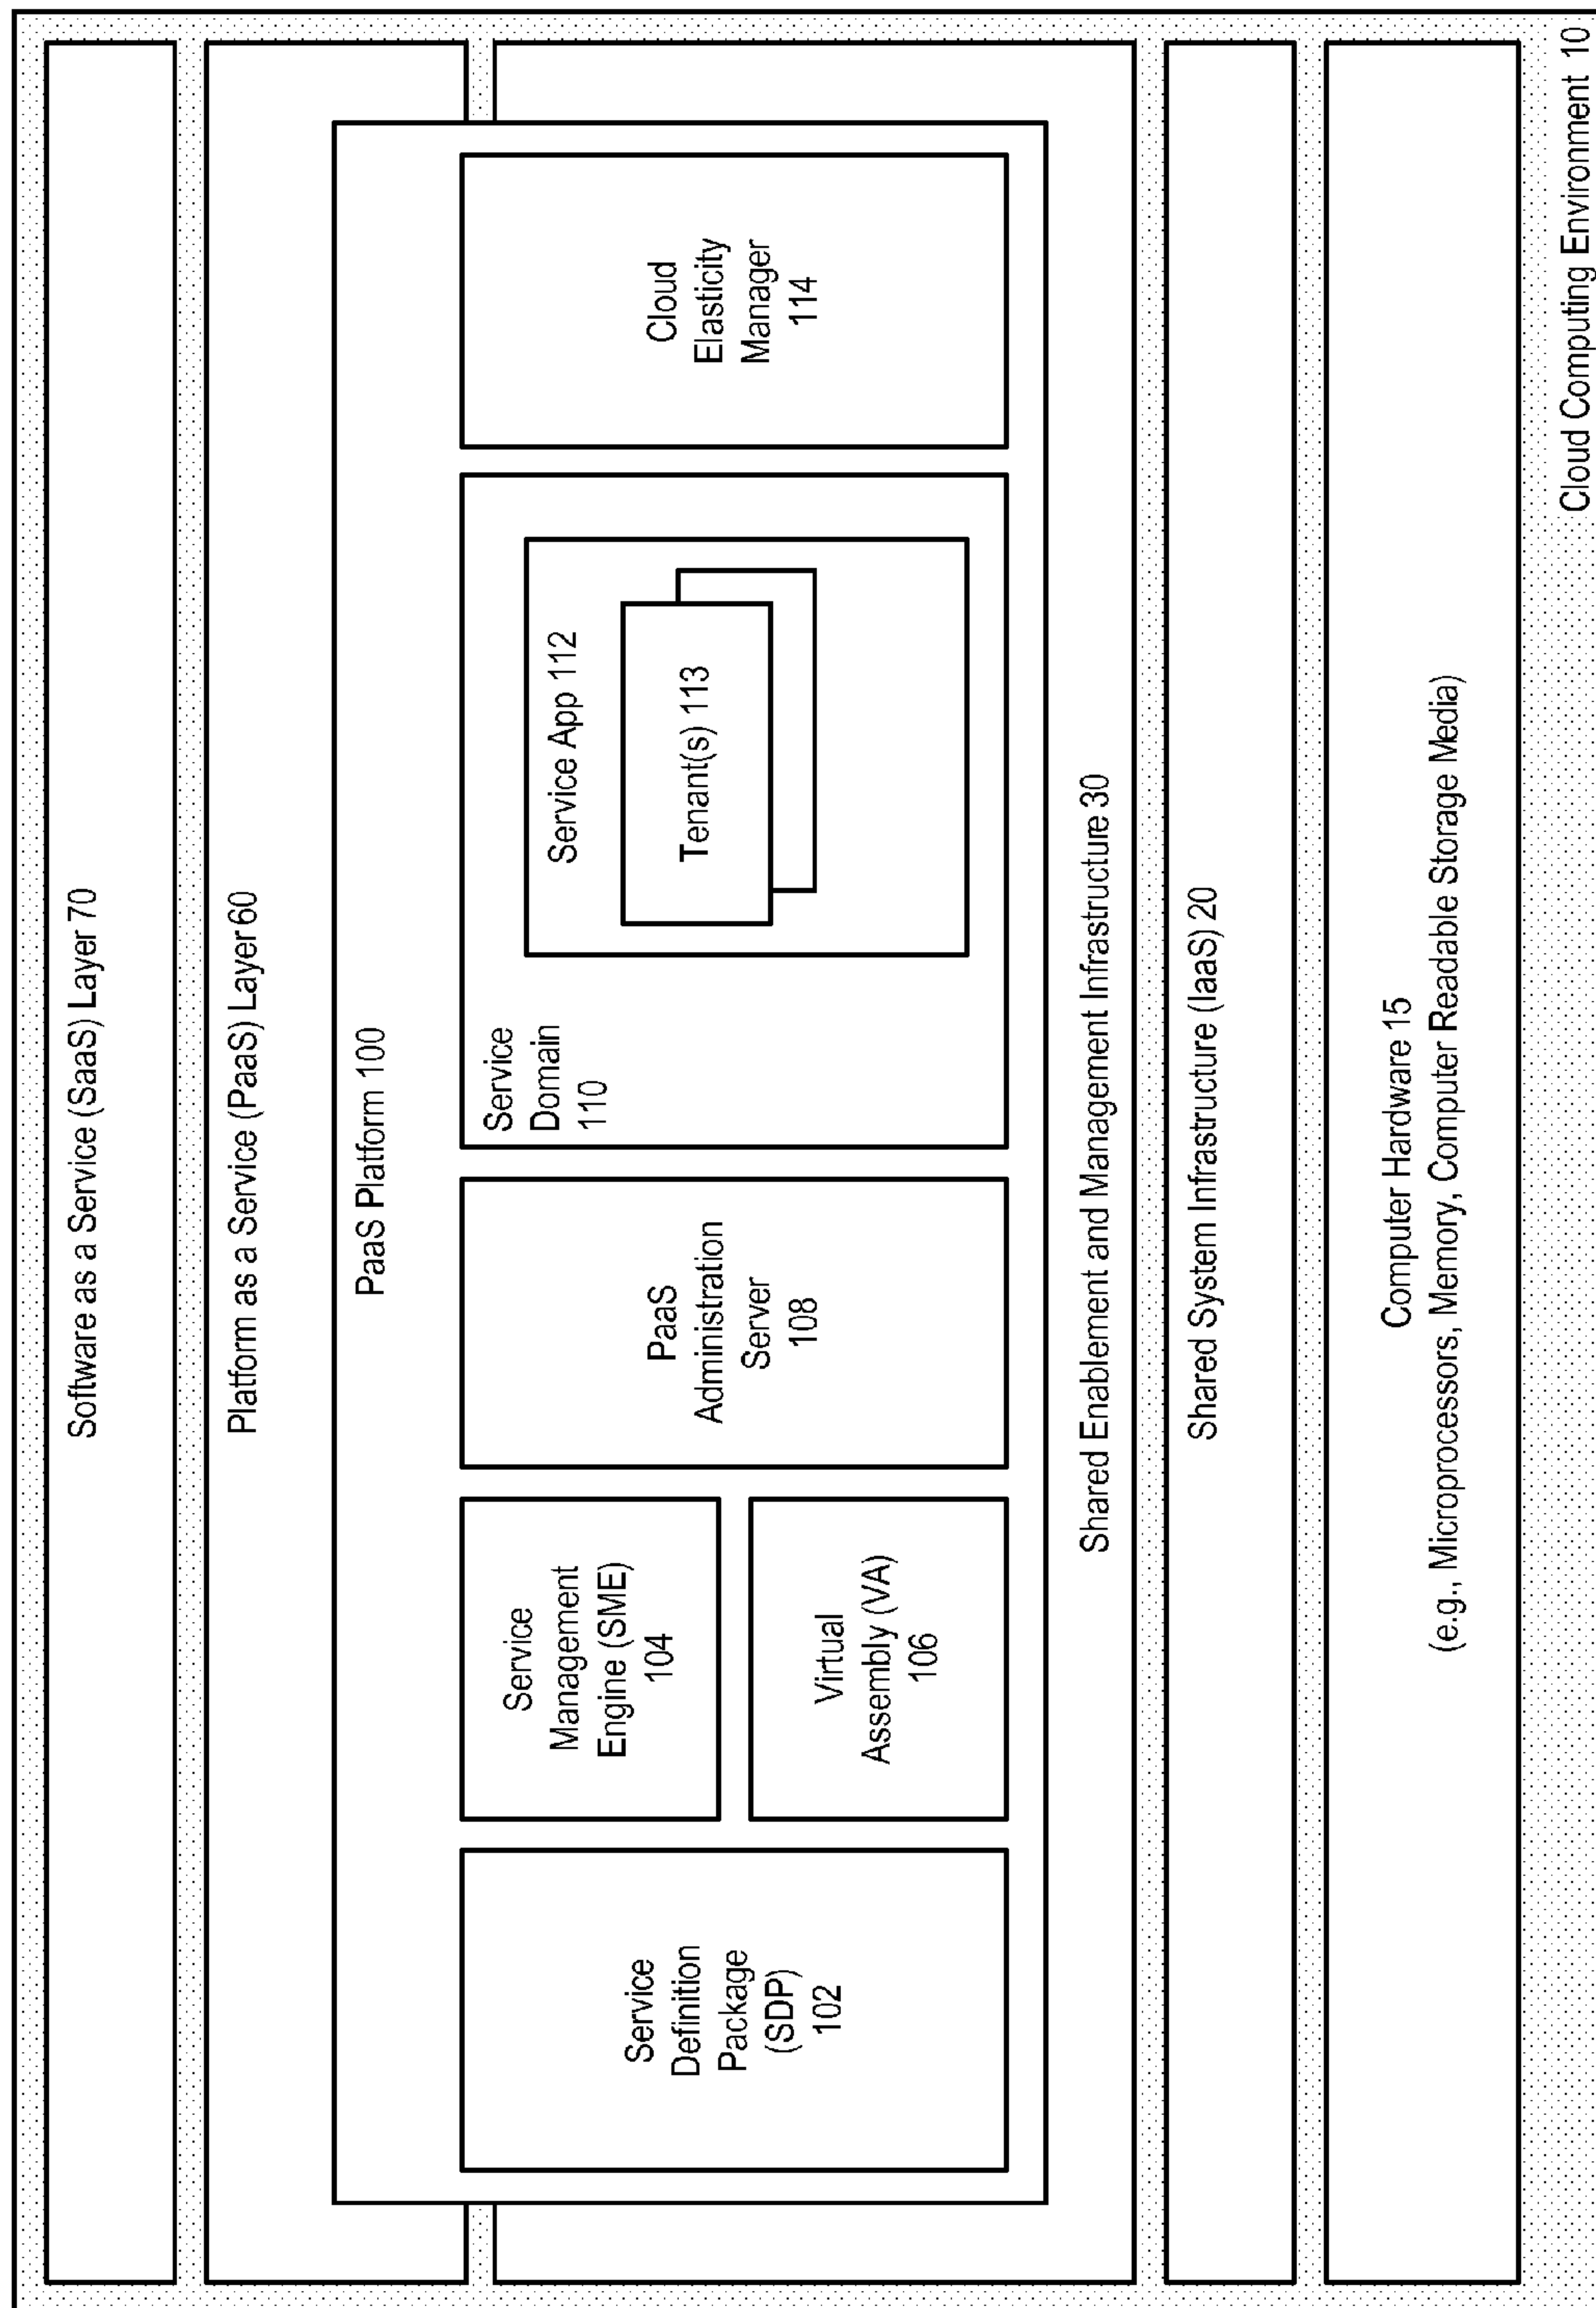 Software as a Service (SaaS) Layer 70
Platform as a Service (PaaS) Layer 60
PaaS Platform 100
Service
Definition
Package
(SDP)
102
Service
Management
Engine (SME)
104
Virtual
Assembly (VA)
106
PaaS
Administration
Server
108
Service
Domain
110
Service App 112
Tenant(s) 113
Cloud
Elasticity
Manager
114
Shared Enablement and Management Infrastructure 30
Shared System Infrastructure (IaaS) 20
Computer Hardware 15
(e.g., Microprocessors, Memory, Computer Readable Storage Media)
Cloud Computing Environment 10